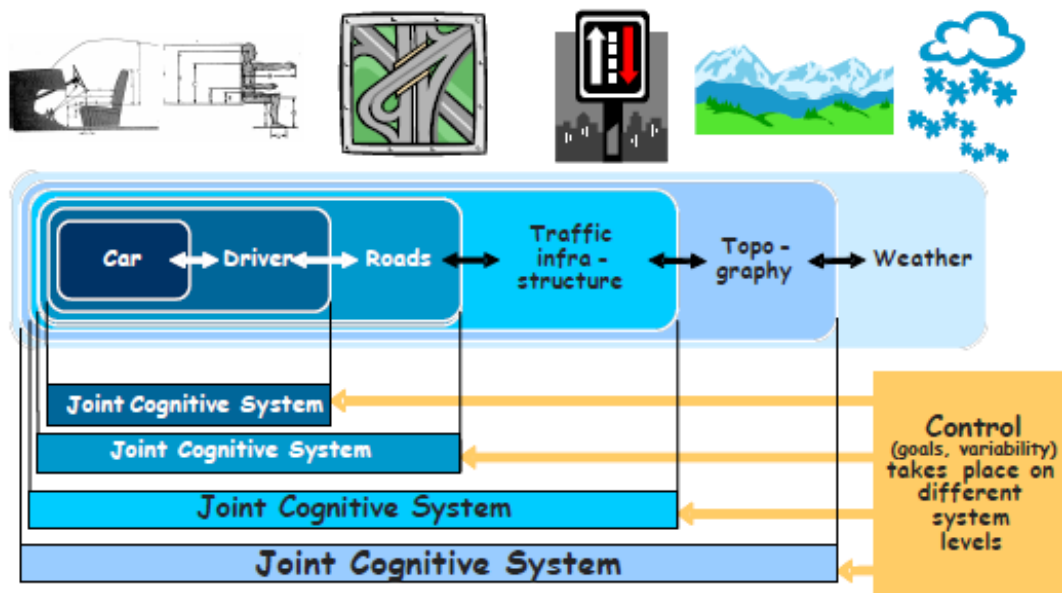 Car
Driver
Roads
Traffic
infra -
structure
Topo -
graphy
Weather
Joint Cognitive System
Joint Cognitive System
Joint Cognitive System
Joint Cognitive System
Control
(goals, variability)
takes place on
different
system
levels